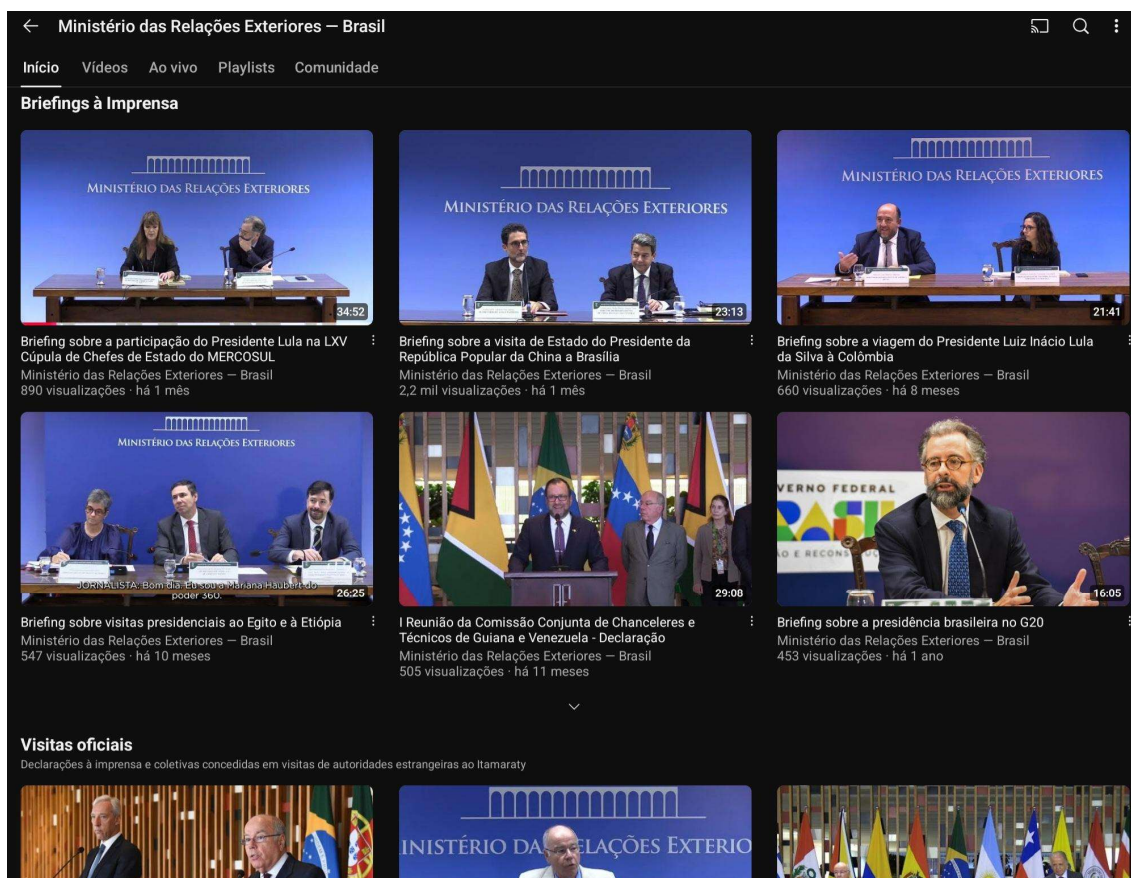 Ministério das Relações Exteriores — Brasil
Início Vídeos Ao vivo Playlists Comunidade
Briefings à Imprensa
MINISTÉRIO DAS RELAÇÕES EXTERIORES
34:52
MINISTÉRIO DAS RELAÇÕES EXTERIORES
23:13
MINISTÉRIO DAS RELAÇÕES EXTERIORES
21:41
Briefing sobre a participação do Presidente Lula na LXV
Cúpula de Chefes de Estado do MERCOSUL
Ministério das Relações Exteriores — Brasil
890 visualizações · há 1 mês
Briefing sobre a visita de Estado do Presidente da
República Popular da China a Brasília
Ministério das Relações Exteriores — Brasil
2,2 mil visualizações · há 1 mês
Briefing sobre a viagem do Presidente Luiz Inácio Lula
da Silva à Colômbia
Ministério das Relações Exteriores — Brasil
660 visualizações · há 8 meses
MINISTÉRIO DAS RELAÇÕES EXTERIORES
JORNALISTA: Bom dia. Eu sou a Mariana Haubert do
poder 360.
26:25
29:08
VERNO FEDERAL
RASIL
ÃO E RECONSTRUÇÃO
16:05
Briefing sobre visitas presidenciais ao Egito e à Etiópia
Ministério das Relações Exteriores — Brasil
547 visualizações · há 10 meses
I Reunião da Comissão Conjunta de Chanceleres e
Técnicos de Guiana e Venezuela - Declaração
Ministério das Relações Exteriores — Brasil
505 visualizações · há 11 meses
Briefing sobre a presidência brasileira no G20
Ministério das Relações Exteriores — Brasil
453 visualizações · há 1 ano
Visitas oficiais
Declarações à imprensa e coletivas concedidas em visitas de autoridades estrangeiras ao Itamaraty
INISTÉRIO DA ELAÇÕES EXTERIO